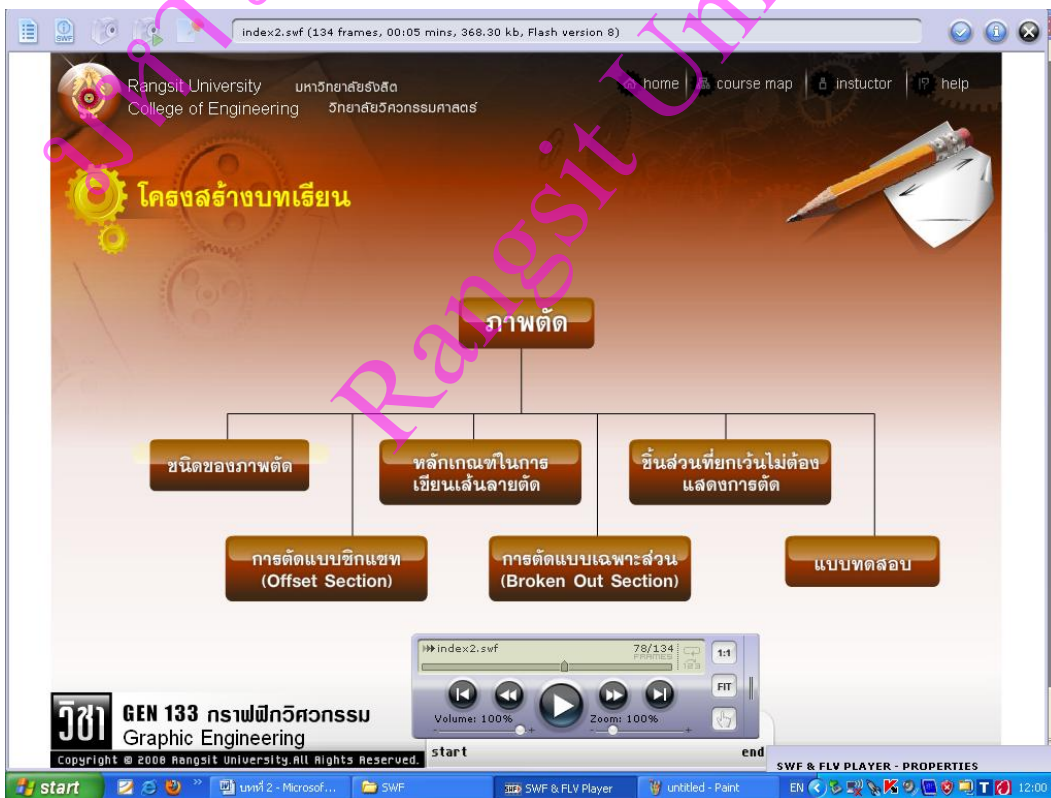 index2.swf (134 frames, 00:05 mins, 368.30 kb, Flash version 8)
Rangsit University มหาวิทยาลัยรังสิต
College of Engineering วิทยาลัยวิศวกรรมศาสตร์
home course map instuctor help
โครงสร้างบทเรียน
ภาพตัด
ชนิดของภาพตัด
หลักเกณฑ์ในการ
เขียนเส้นลายตัด
ชิ้นส่วนที่ยกเว้นไม่ต้อง
แสดงการตัด
การตัดแบบซิกแซท
(Offset Section)
การตัดแบบเฉพาะส่วน
(Broken Out Section)
แบบทดสอบ
index2.swf 78/134
FRAMES
1:1
FIT
Volume: 100% Zoom: 100%
- + - +
start end
วิชา
GEN 133 กราฟฟิกวิศวกรรม
Graphic Engineering
Copyright © 2008 Rangsit University.All Rights Reserved.
SWF & FLV PLAYER - PROPERTIES
start บทที่ 2 - Microsof... SWF SWF & FLV Player untitled - Paint EN 12:00
Rangsit Uni